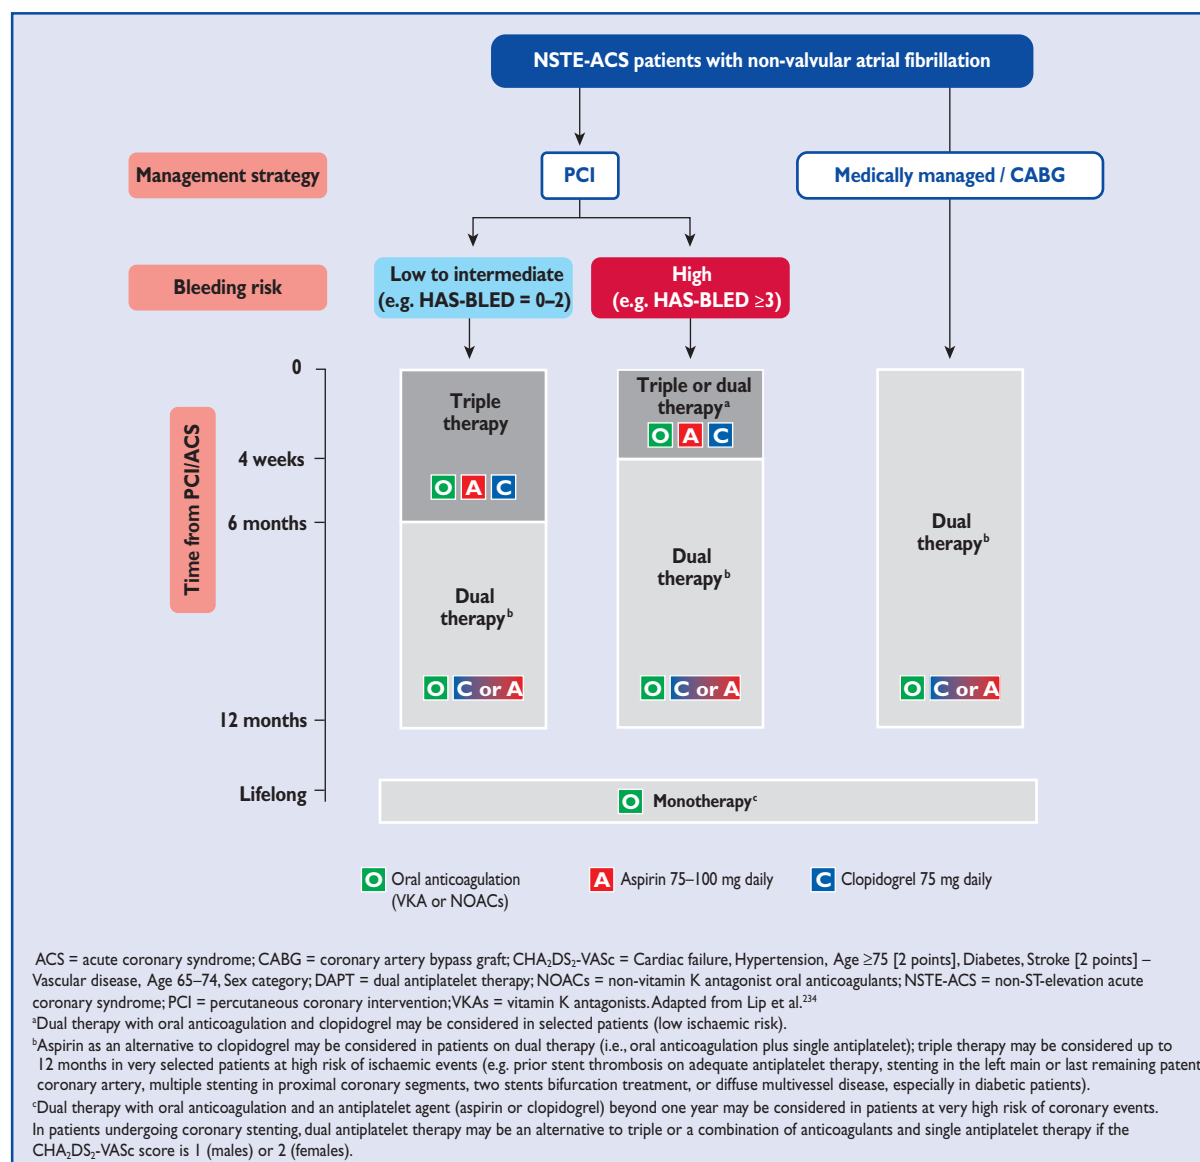 NSTE-ACS patients with non-valvular atrial fibrillation
Management strategy
PCI
Medically managed / CABG
Bleeding risk
Low to intermediate
(e.g. HAS-BLED = 0–2)
High
(e.g. HAS-BLED ≥3)
Time from PCI/ACS
0
4 weeks
6 months
12 months
Lifelong
Triple
therapy
O A C
Dual
therapyᵇ
O C or A
Triple or dual
therapyᵃ
O A C
Dual
therapyᵇ
O C or A
Dual
therapyᵇ
O C or A
O Monotherapyᶜ
O Oral anticoagulation
(VKA or NOACs)
A Aspirin 75–100 mg daily
C Clopidogrel 75 mg daily
ACS = acute coronary syndrome; CABG = coronary artery bypass graft; CHA₂DS₂-VASc = Cardiac failure, Hypertension, Age ≥75 [2 points], Diabetes, Stroke [2 points] –
Vascular disease, Age 65–74, Sex category; DAPT = dual antiplatelet therapy; NOACs = non-vitamin K antagonist oral anticoagulants; NSTE-ACS = non-ST-elevation acute
coronary syndrome; PCI = percutaneous coronary intervention; VKAs = vitamin K antagonists. Adapted from Lip et al.²³⁴
ᵃDual therapy with oral anticoagulation and clopidogrel may be considered in selected patients (low ischaemic risk).
ᵇAspirin as an alternative to clopidogrel may be considered in patients on dual therapy (i.e., oral anticoagulation plus single antiplatelet); triple therapy may be considered up to
12 months in very selected patients at high risk of ischaemic events (e.g. prior stent thrombosis on adequate antiplatelet therapy, stenting in the left main or last remaining patent
coronary artery, multiple stenting in proximal coronary segments, two stents bifurcation treatment, or diffuse multivessel disease, especially in diabetic patients).
ᶜDual therapy with oral anticoagulation and an antiplatelet agent (aspirin or clopidogrel) beyond one year may be considered in patients at very high risk of coronary events.
In patients undergoing coronary stenting, dual antiplatelet therapy may be an alternative to triple or a combination of anticoagulants and single antiplatelet therapy if the
CHA₂DS₂-VASc score is 1 (males) or 2 (females).